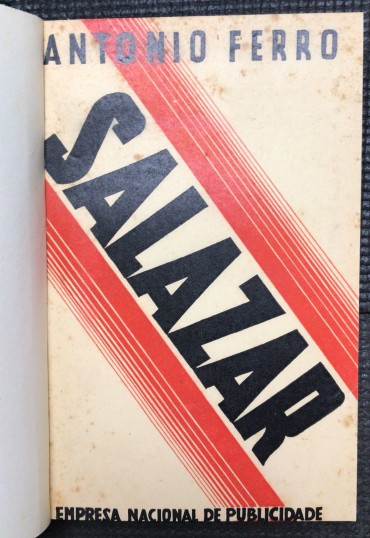 ANTONIO FERRO
SALAZAR
EMPRESA NACIONAL DE PUBLICIDADE